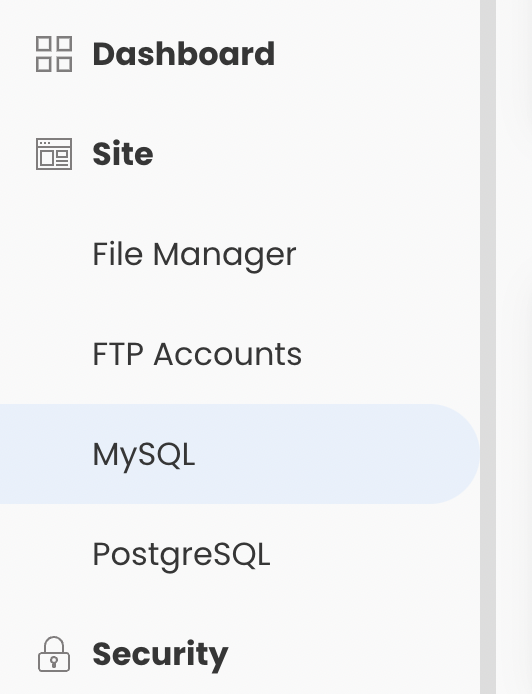 Dashboard
Site
File Manager
FTP Accounts
MySQL
PostgreSQL
Security